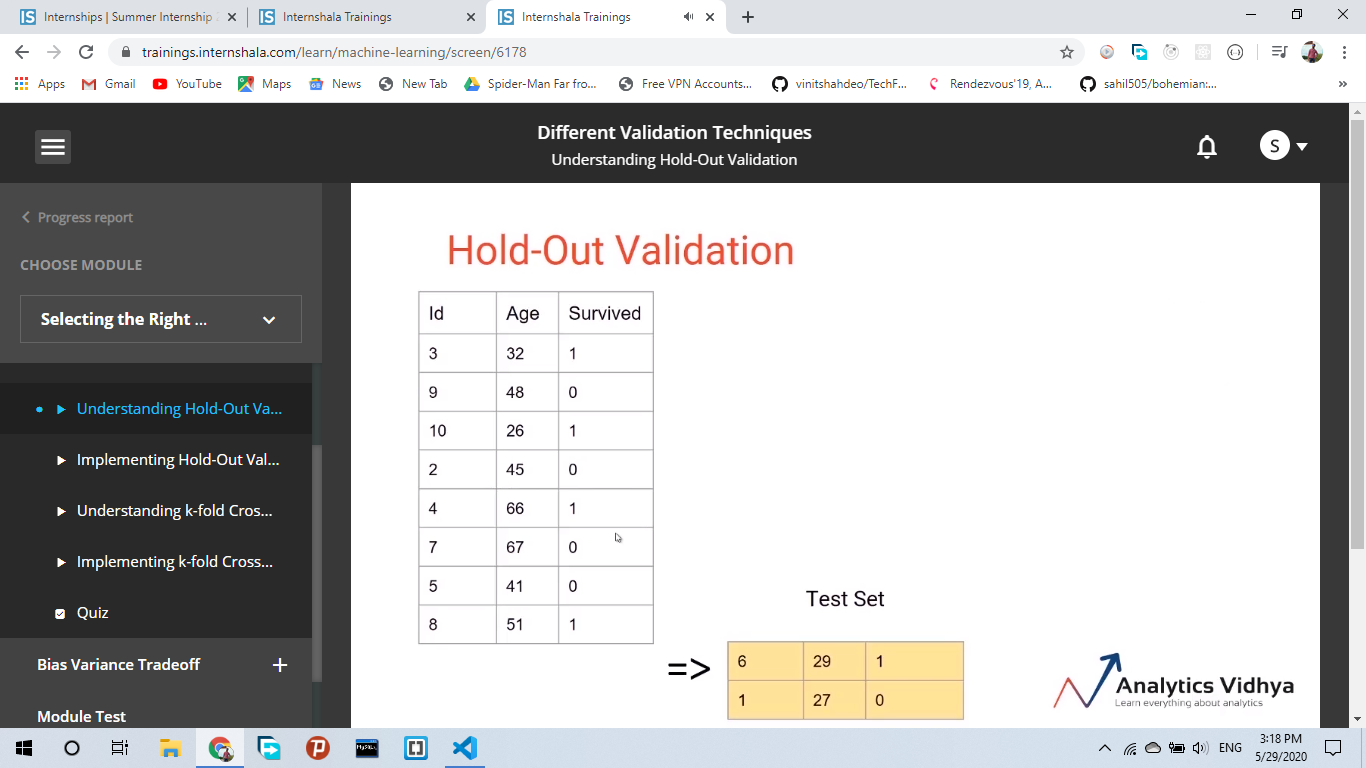 Internships | Summer Internship
Internshala Trainings
Internshala Trainings
trainings.internshala.com/learn/machine-learning/screen/6178
Apps
Gmail
YouTube
Maps
News
New Tab
Spider-Man Far fro...
Free VPN Accounts...
vinitshahdeo/TechF...
Rendezvous'19, A...
sahil505/bohemian:...
»
Different Validation Techniques
Understanding Hold-Out Validation
S
Progress report
CHOOSE MODULE
Selecting the Right ...
Understanding Hold-Out Va...
Implementing Hold-Out Val...
Understanding k-fold Cros...
Implementing k-fold Cross...
Quiz
Bias Variance Tradeoff +
Module Test
Hold-Out Validation
Id Age Survived
3 32 1
9 48 0
10 26 1
2 45 0
4 66 1
7 67 0
5 41 0
8 51 1
=>
Test Set
6 29 1
1 27 0
Analytics Vidhya
Learn everything about analytics
MySQL
ENG
3:18 PM
5/29/2020